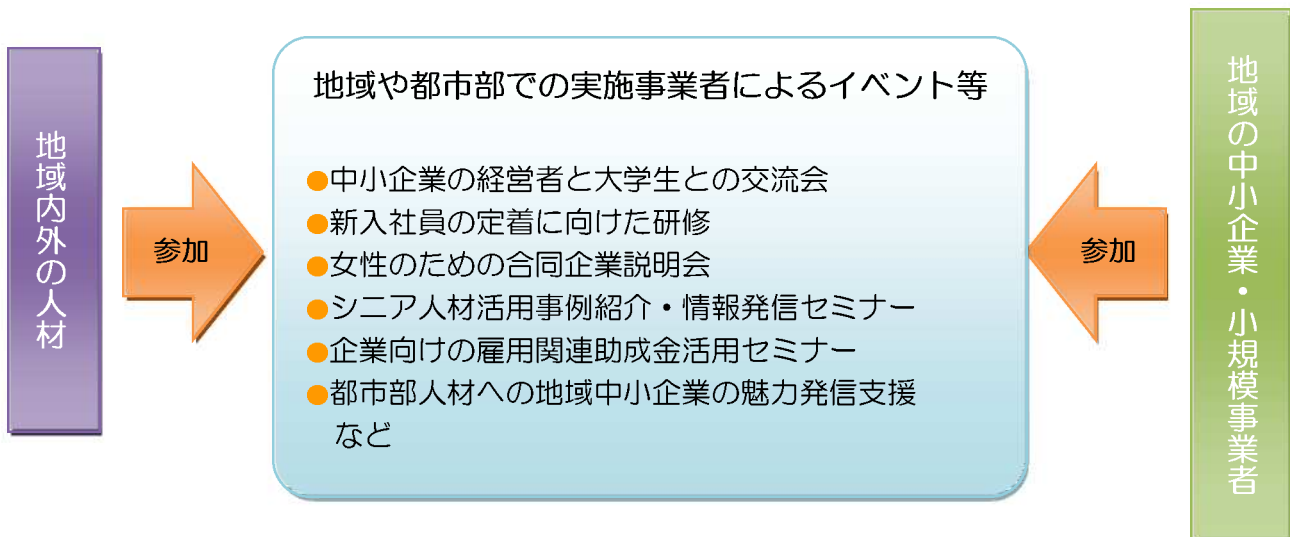 地域内外の人材
参加
地域や都市部での実施事業者によるイベント等
●中小企業の経営者と大学生との交流会
●新入社員の定着に向けた研修
●女性のための合同企業説明会
●シニア人材活用事例紹介・情報発信セミナー
●企業向けの雇用関連助成金活用セミナー
●都市部人材への地域中小企業の魅力発信支援
など
参加
地域の中小企業・小規模事業者